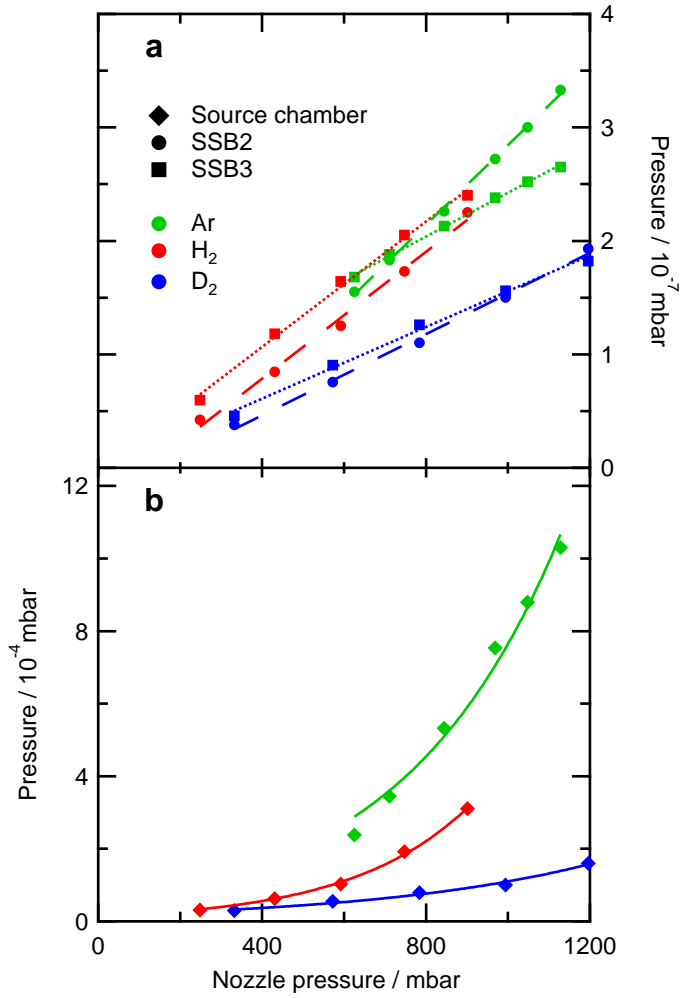 a
Source chamber
SSB2
SSB3
Ar
H2
D2
4
3
2
1
0
Pressure / 10-7 mbar
b
12
8
4
0
Pressure / 10-4 mbar
0
400
800
1200
Nozzle pressure / mbar